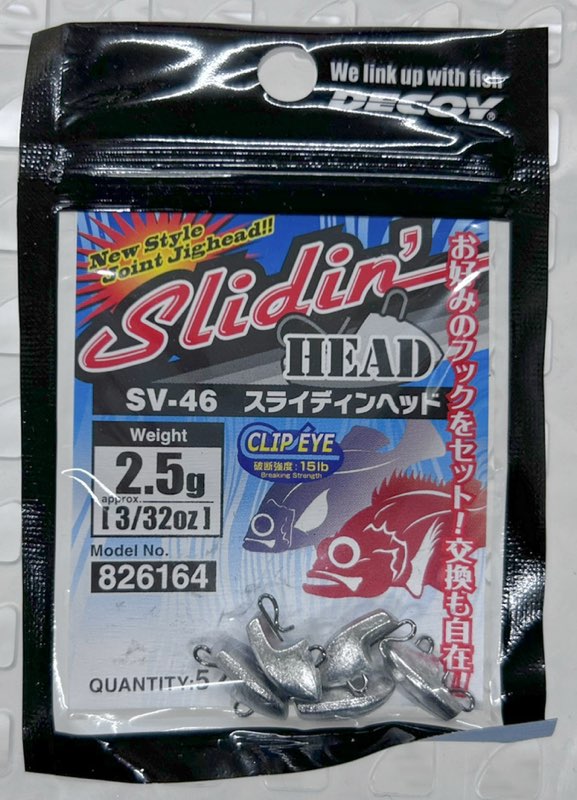 We link up with fish
DECOY®
New Style
Joint Jighead!!
Slidin'
HEAD
SV-46 スライディンヘッド
お好みのフックをセット!交換も自在!!
Weight
2.5g
approx.
[3/32oz]
CLIP EYE
破断強度：15lb
Breaking Strength
Model No.
826164
QUANTITY:5